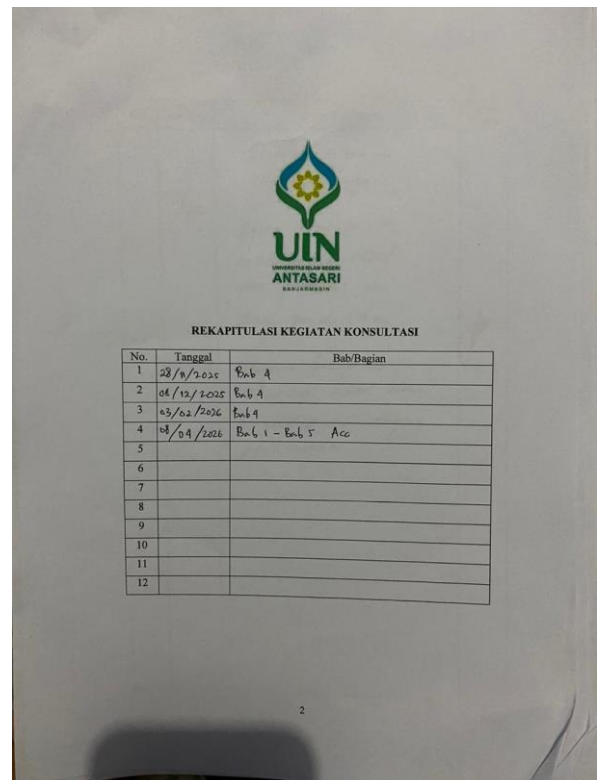 UIN
UNIVERSITAS ISLAM NEGERI
ANTASARI
BANJARMASIN
REKAPITULASI KEGIATAN KONSULTASI
No. Tanggal Bab/Bagian
1 28/11/2025 Bab 4
2 /12/2025 Bab 4
3 03/02/2026 Bab 4
4 08/04/2026 Bab 1 - Bab 5 Acc
5
6
7
8
9
10
11
12
2